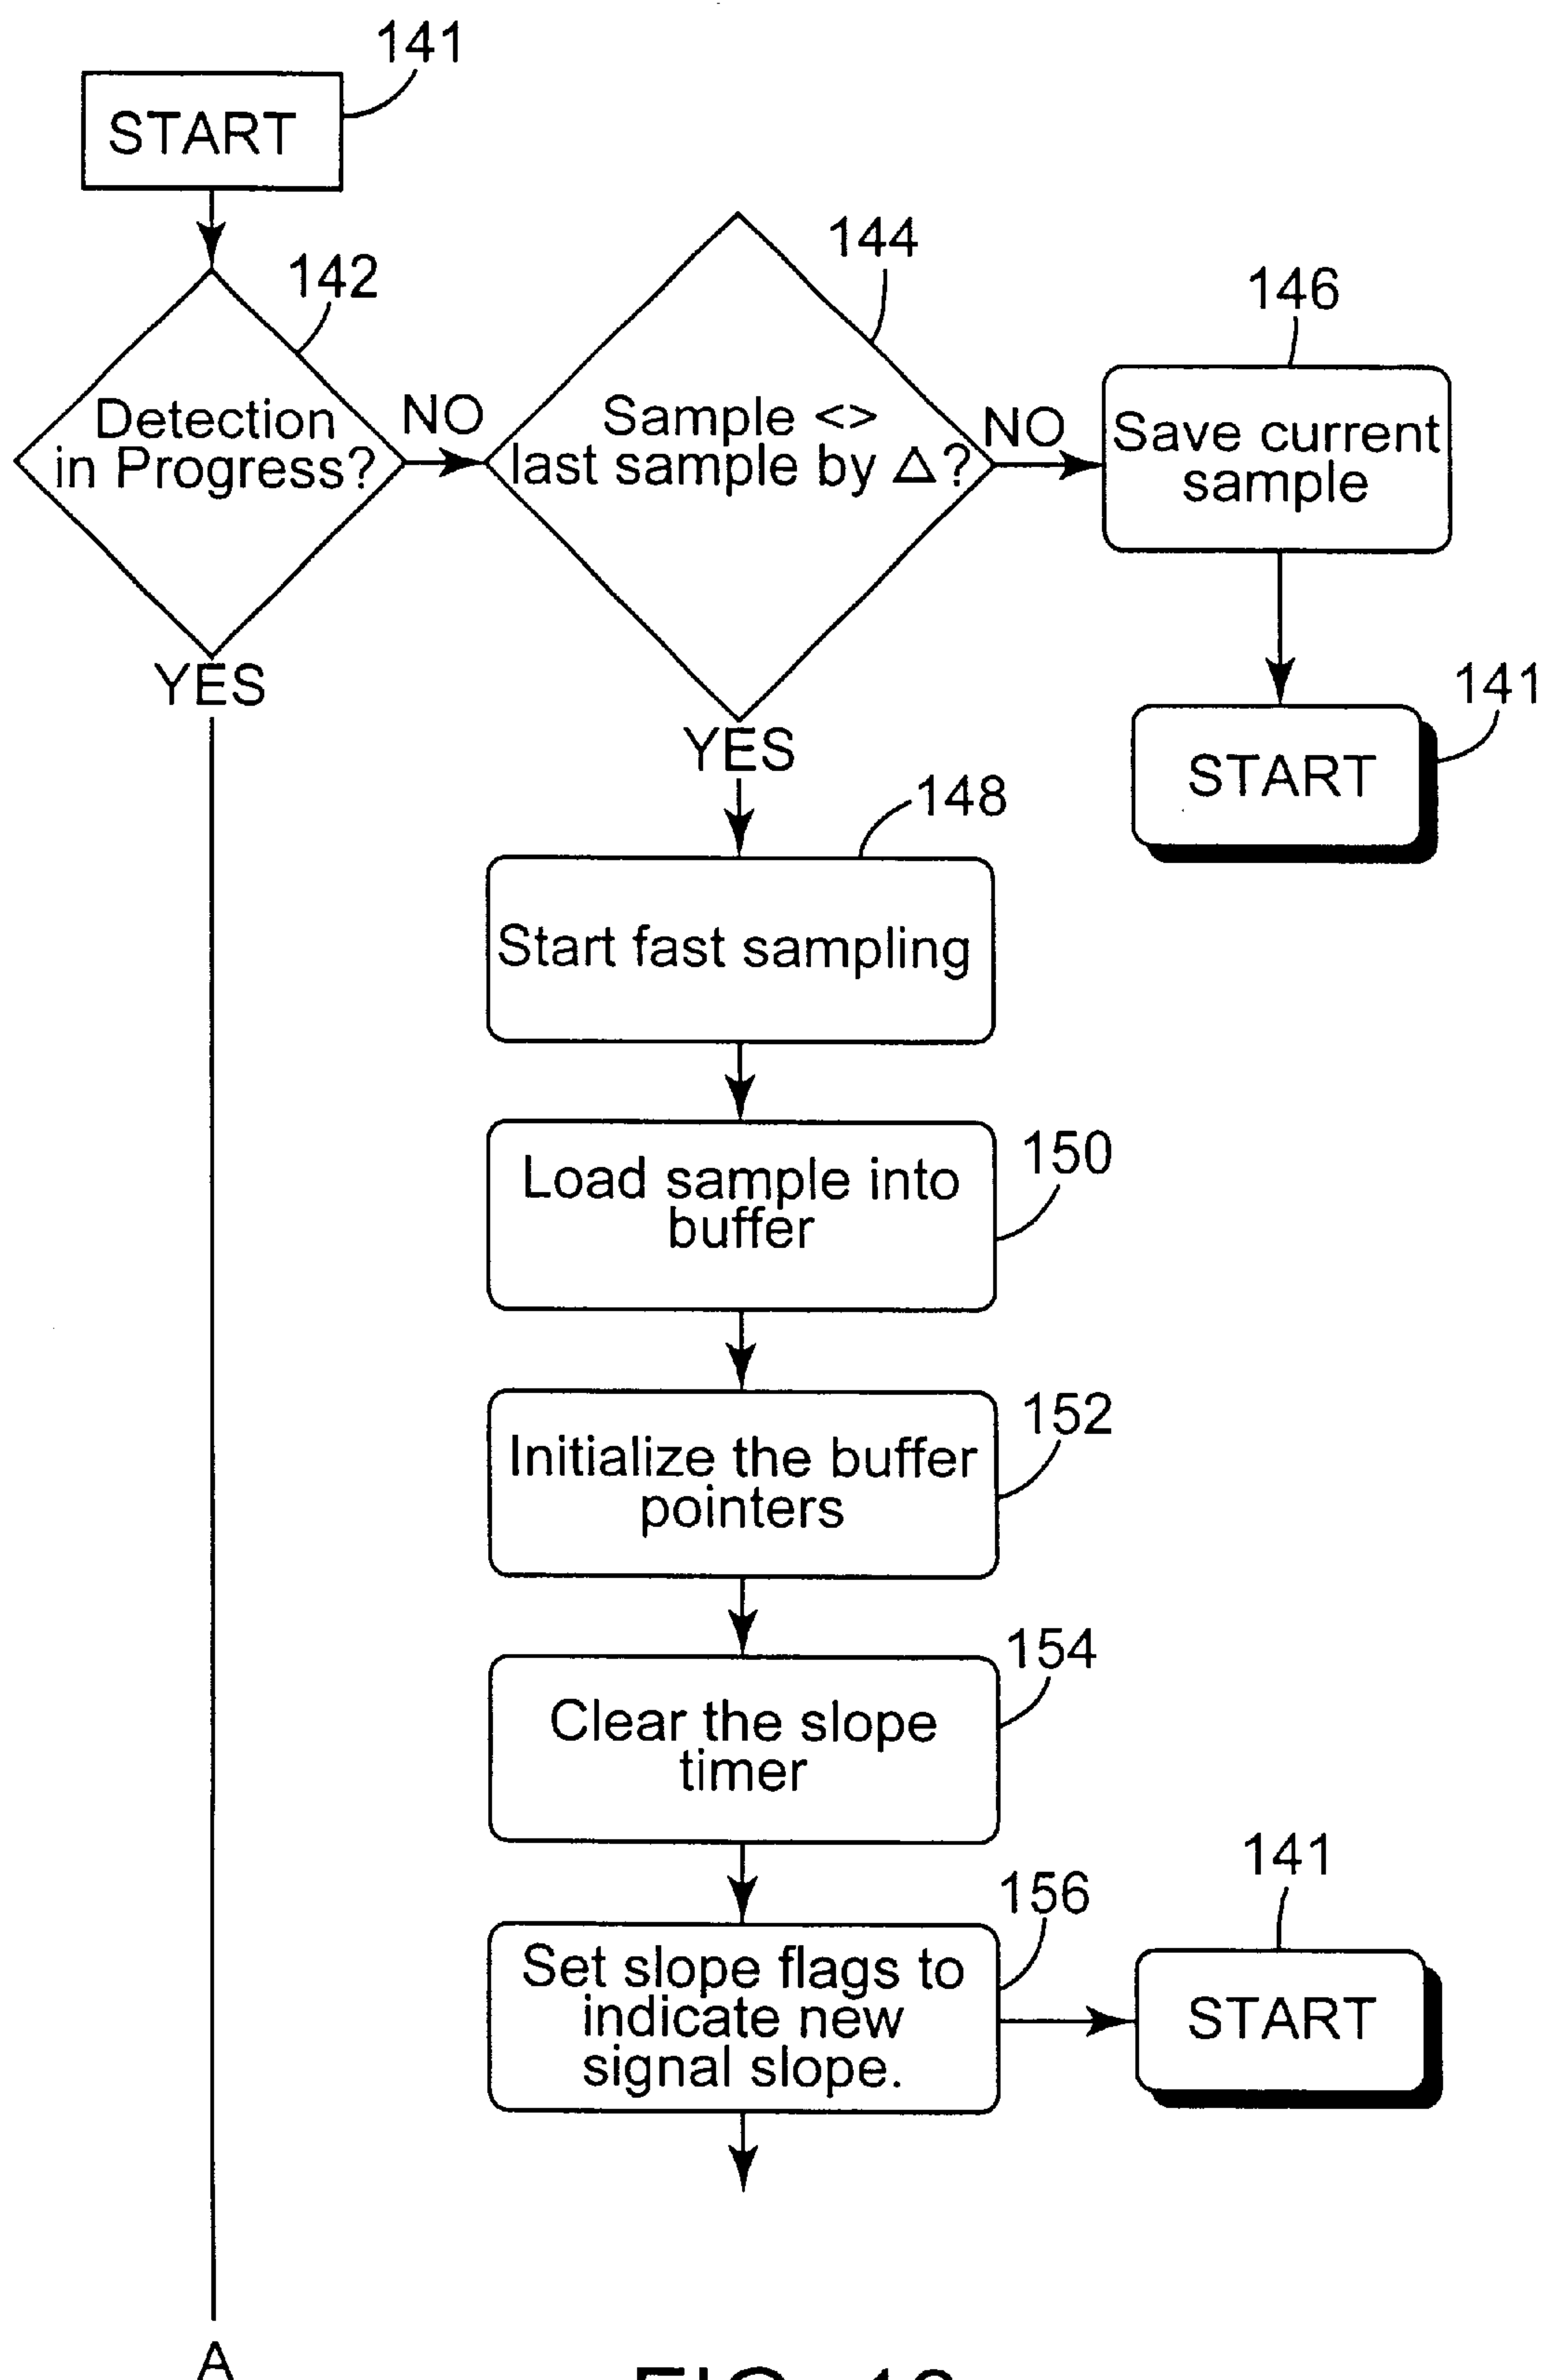 141
START
142
144
146
Detection
in Progress?
NO
Sample <>
last sample by Δ?
NO
Save current
sample
YES
141
START
YES
148
Start fast sampling
150
Load sample into
buffer
152
Initialize the buffer
pointers
154
Clear the slope
timer
156
141
Set slope flags to
indicate new
signal slope.
START
A